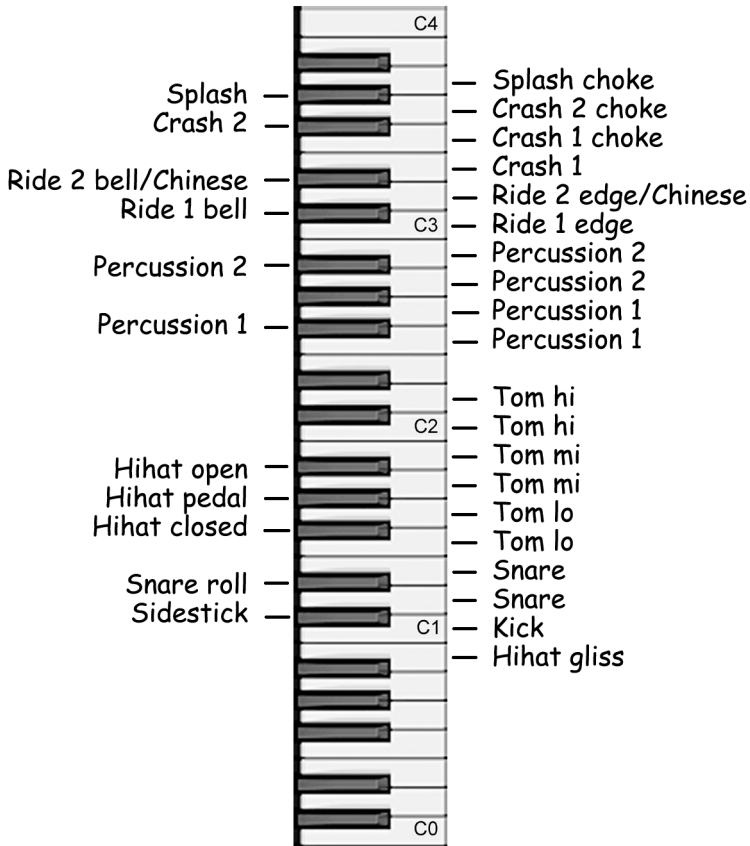 C4
Splash choke
Splash
Crash 2 choke
Crash 2
Crash 1 choke
Crash 1
Ride 2 bell/Chinese
Ride 2 edge/Chinese
Ride 1 bell
C3
Ride 1 edge
Percussion 2
Percussion 2
Percussion 2
Percussion 1
Percussion 1
Percussion 1
Tom hi
C2
Tom hi
Tom mi
Hihat open
Tom mi
Hihat pedal
Tom lo
Hihat closed
Tom lo
Snare
Snare roll
Snare
Sidestick
C1
Kick
Hihat gliss
C0